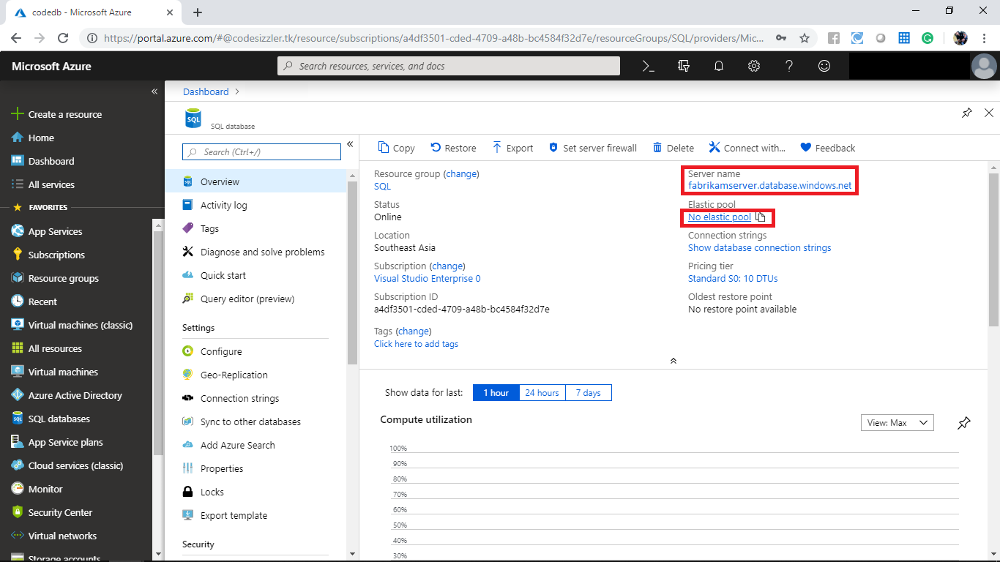 codedb - Microsoft Azure
https://portal.azure.com/#@codesizzler.tk/resource/subscriptions/a4df3501-cded-4709-a48b-bc4584f32d7e/resourceGroups/SQL/providers/Mic...
Microsoft Azure
Search resources, services, and docs
Create a resource
Home
Dashboard
All services
FAVORITES
App Services
Subscriptions
Resource groups
Recent
Virtual machines (classic)
All resources
Virtual machines
Azure Active Directory
SQL databases
App Service plans
Cloud services (classic)
Monitor
Security Center
Virtual networks
Storage accounts
Dashboard >
SQL
SQL database
Search (Ctrl+/)
Overview
Activity log
Tags
Diagnose and solve problems
Quick start
Query editor (preview)
Settings
Configure
Geo-Replication
Connection strings
Sync to other databases
Add Azure Search
Properties
Locks
Export template
Security
Copy Restore Export Set server firewall Delete Connect with... Feedback
Resource group (change)
SQL
Status
Online
Location
Southeast Asia
Subscription (change)
Visual Studio Enterprise 0
Subscription ID
a4df3501-cded-4709-a48b-bc4584f32d7e
Tags (change)
Click here to add tags
Server name
fabrikamserver.database.windows.net
Elastic pool
No elastic pool
Connection strings
Show database connection strings
Pricing tier
Standard S0: 10 DTUs
Oldest restore point
No restore point available
Show data for last: 1 hour 24 hours 7 days
Compute utilization
View: Max
100%
90%
80%
70%
60%
50%
40%
30%